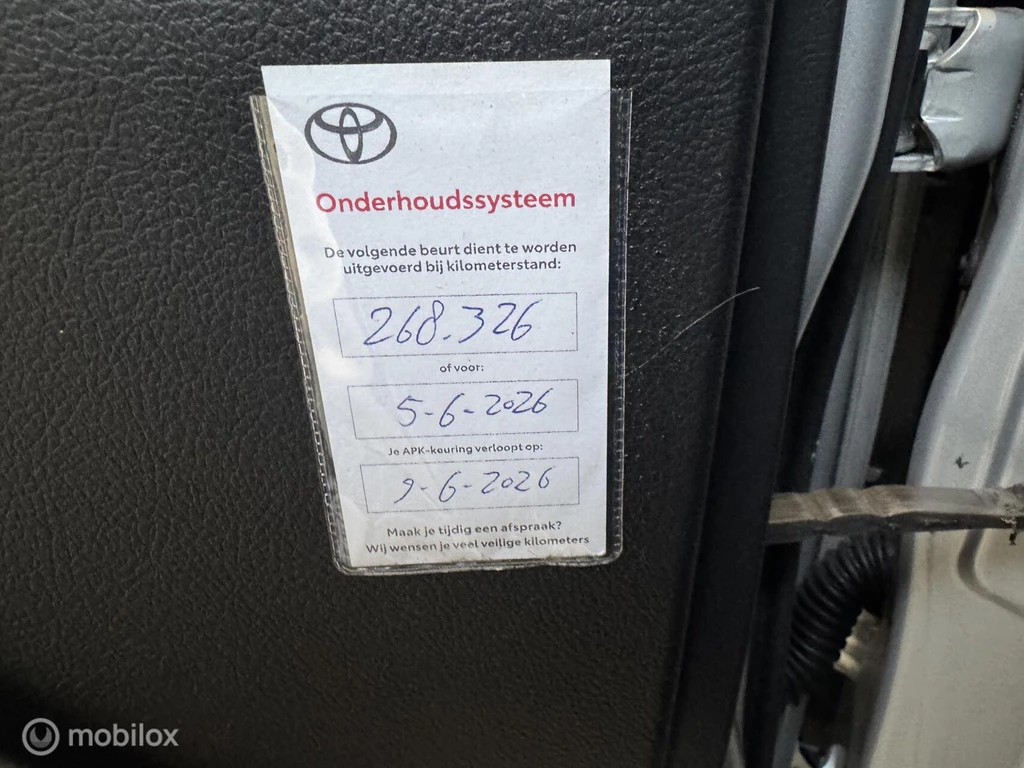 Onderhoudssysteem
De volgende beurt dient te worden
uitgevoerd bij kilometerstand:
268.326
of voor:
5-6-2026
Je APK-keuring verloopt op:
9-6-2026
Maak je tijdig een afspraak?
Wij wensen je veel veilige kilometers
mobilox